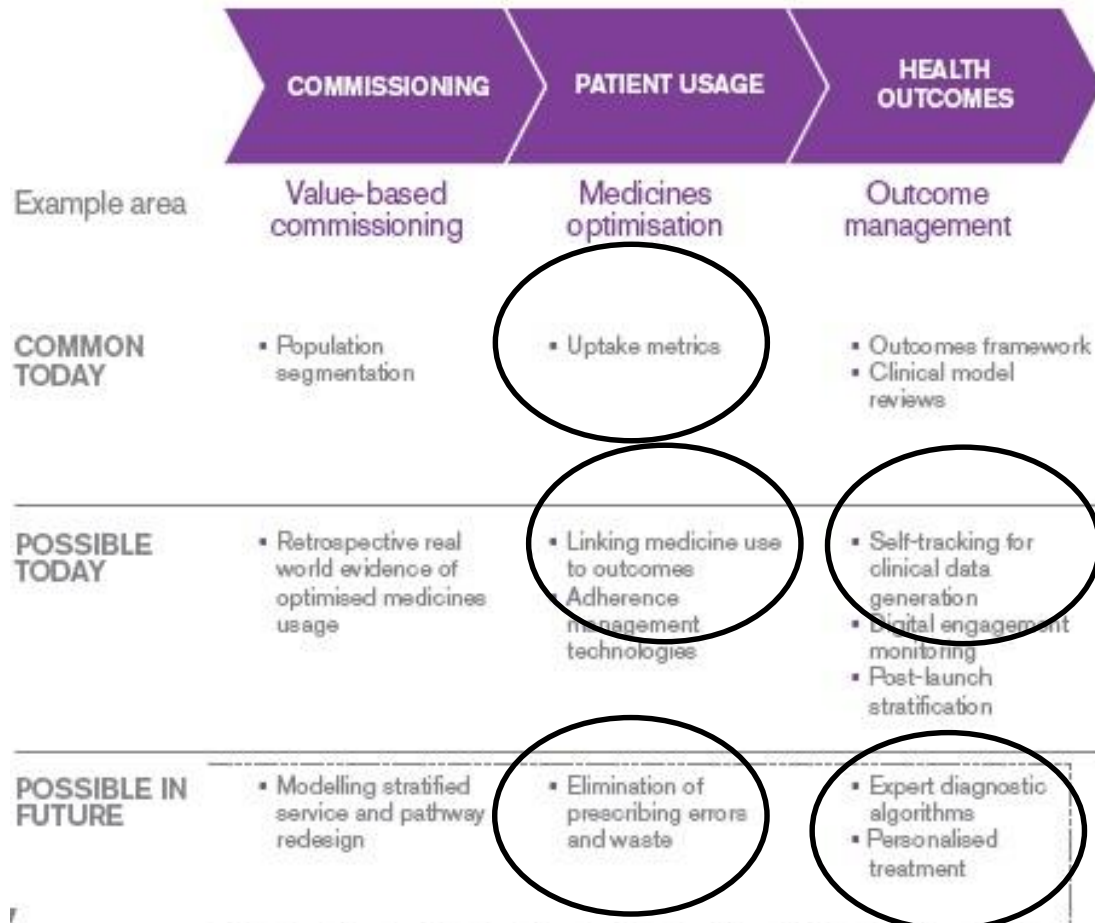 COMMISSIONING
PATIENT USAGE
HEALTH
OUTCOMES
Example area
Value-based
commissioning
Medicines
optimisation
Outcome
management
COMMON
TODAY
▪ Population
segmentation
▪ Uptake metrics
▪ Outcomes framework
▪ Clinical model
reviews
POSSIBLE
TODAY
▪ Retrospective real
world evidence of
optimised medicines
usage
▪ Linking medicine use
to outcomes
▪ Adherence
management
technologies
▪ Self-tracking for
clinical data
generation
▪ Digital engagement
monitoring
▪ Post-launch
stratification
POSSIBLE IN
FUTURE
▪ Modelling stratified
service and pathway
redesign
▪ Elimination of
prescribing errors
and waste
▪ Expert diagnostic
algorithms
▪ Personalised
treatment